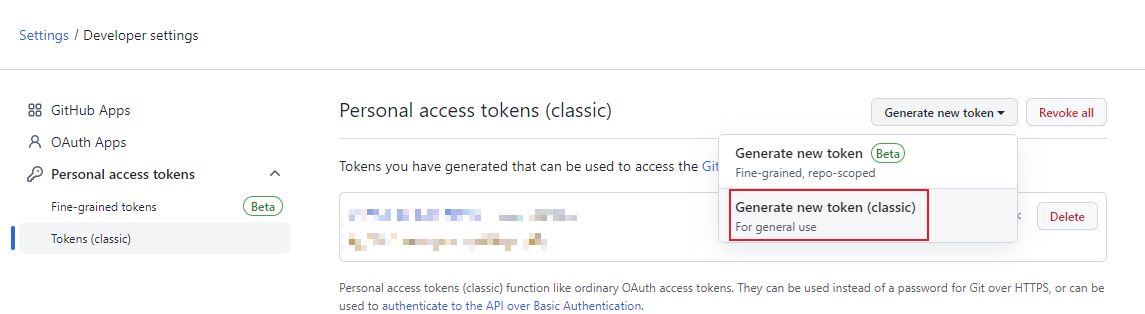 Settings / Developer settings
GitHub Apps
OAuth Apps
Personal access tokens
Fine-grained tokens Beta
Tokens (classic)
Personal access tokens (classic)
Generate new token
Revoke all
Generate new token Beta
Fine-grained, repo-scoped
Generate new token (classic)
For general use
Tokens you have generated that can be used to access the
Delete
Personal access tokens (classic) function like ordinary OAuth access tokens. They can be used instead of a password for Git over HTTPS, or can be
used to authenticate to the API over Basic Authentication.